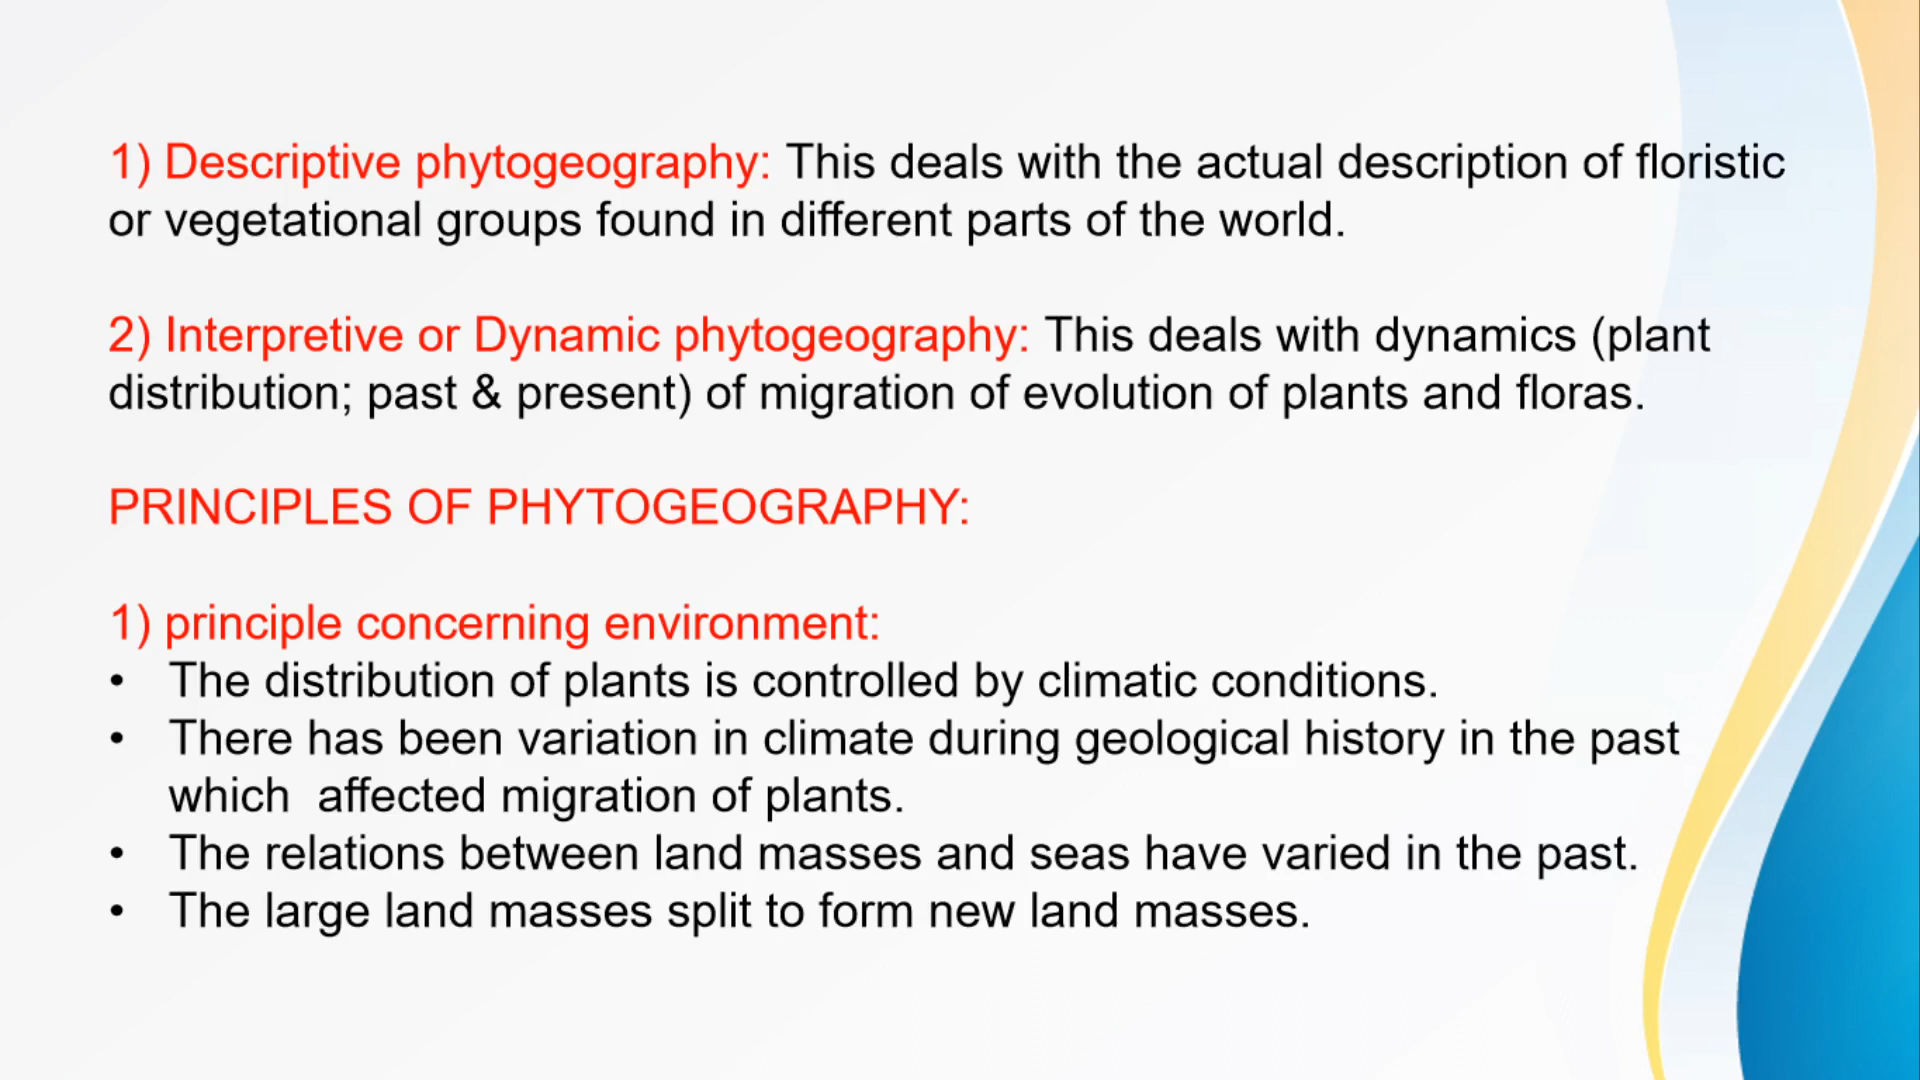 1) Descriptive phytogeography: This deals with the actual description of floristic
or vegetational groups found in different parts of the world.
2) Interpretive or Dynamic phytogeography: This deals with dynamics (plant
distribution; past & present) of migration of evolution of plants and floras.
PRINCIPLES OF PHYTOGEOGRAPHY:
1) principle concerning environment:
• The distribution of plants is controlled by climatic conditions.
• There has been variation in climate during geological history in the past
which  affected migration of plants.
• The relations between land masses and seas have varied in the past.
• The large land masses split to form new land masses.